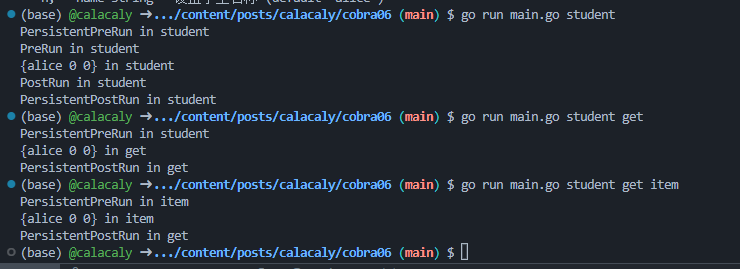 (base) @calacaly ➜.../content/posts/calacaly/cobra06 (main) $ go run main.go student
PersistentPreRun in student
PreRun in student
{alice 0 0} in student
PostRun in student
PersistentPostRun in student
(base) @calacaly ➜.../content/posts/calacaly/cobra06 (main) $ go run main.go student get
PersistentPreRun in student
{alice 0 0} in get
PersistentPostRun in get
(base) @calacaly ➜.../content/posts/calacaly/cobra06 (main) $ go run main.go student get item
PersistentPreRun in item
{alice 0 0} in item
PersistentPostRun in get
(base) @calacaly ➜.../content/posts/calacaly/cobra06 (main) $